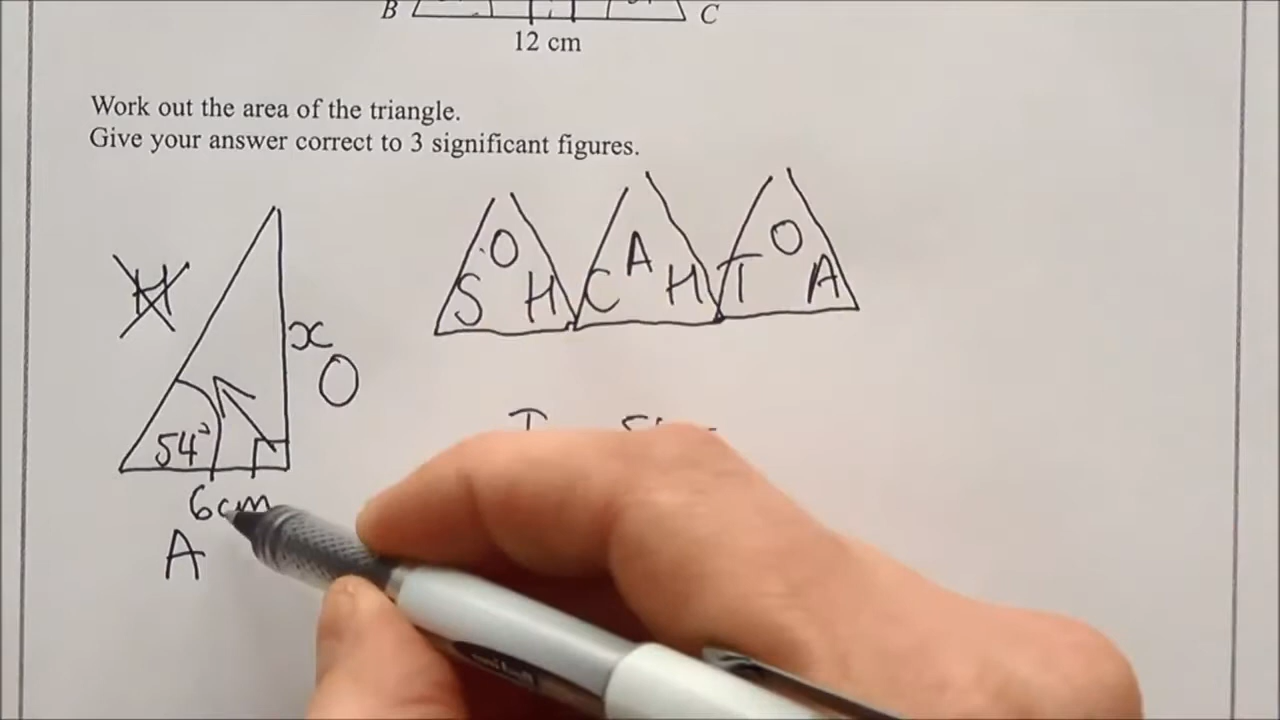 B C
12 cm
Work out the area of the triangle.
Give your answer correct to 3 significant figures.
S O H C A H T O A
H
x
O
54°
6cm
A